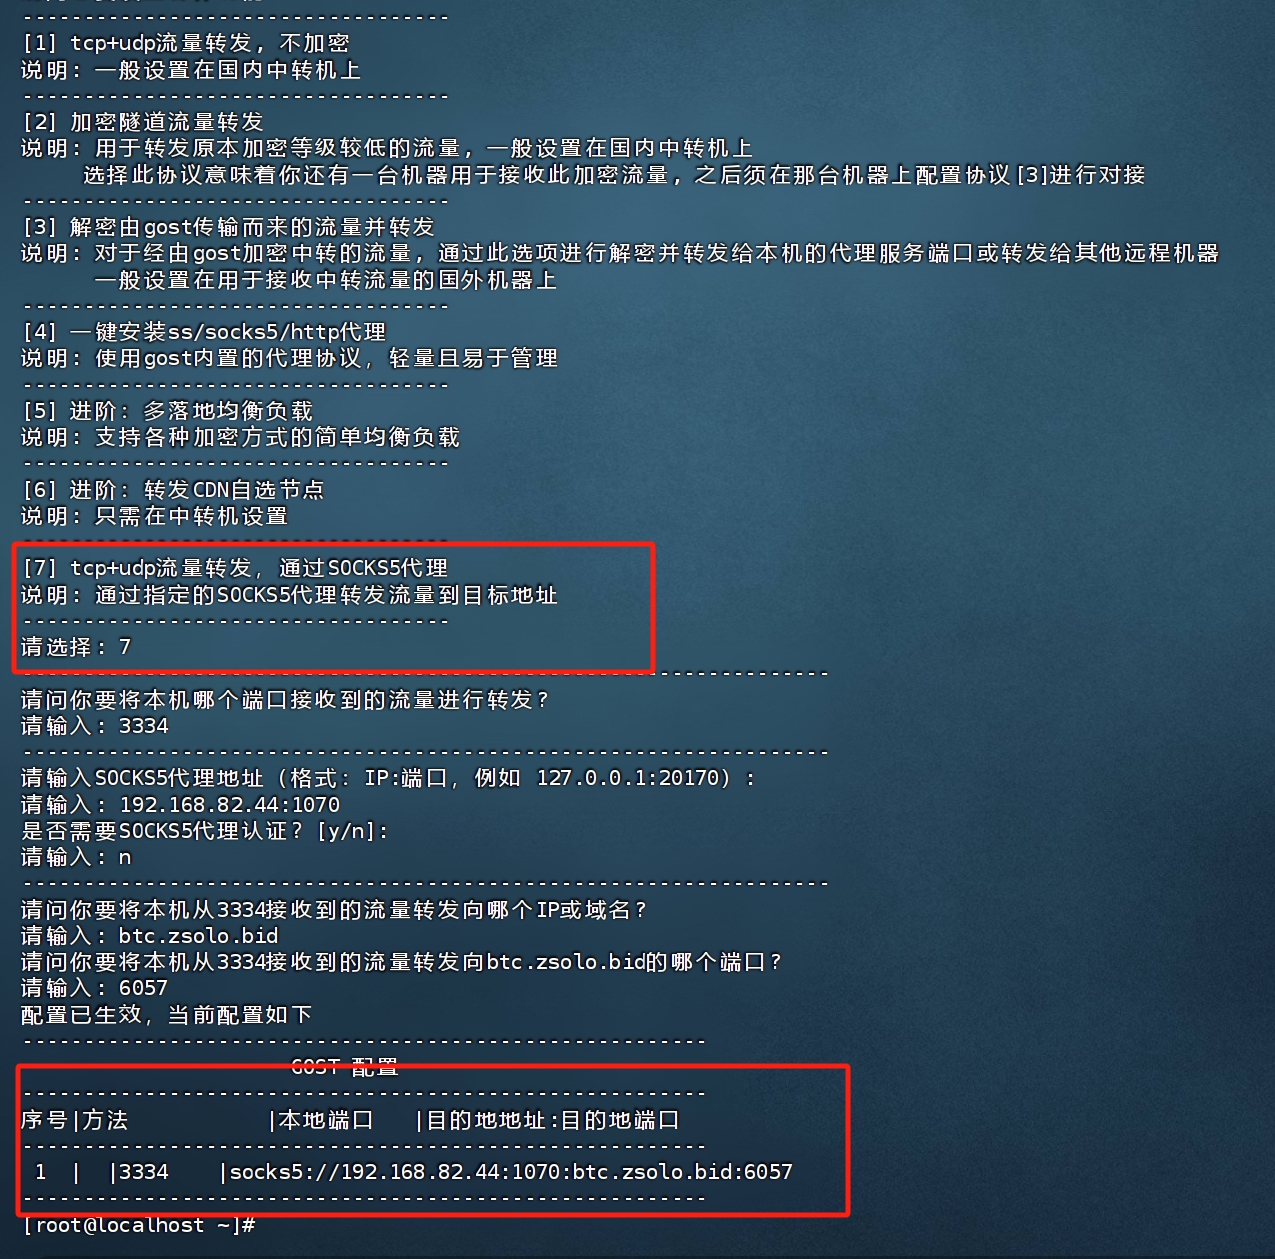 -----------------------------------
[1] tcp+udp流量转发, 不加密
说明: 一般设置在国内中转机上
-----------------------------------
[2] 加密隧道流量转发
说明: 用于转发原本加密等级较低的流量, 一般设置在国内中转机上
选择此协议意味着你还有一台机器用于接收此加密流量, 之后须在那台机器上配置协议[3]进行对接
-----------------------------------
[3] 解密由gost传输而来的流量并转发
说明: 对于经由gost加密中转的流量, 通过此选项进行解密并转发给本机的代理服务端口或转发给其他远程机器
一般设置在用于接收中转流量的国外机器上
-----------------------------------
[4] 一键安装ss/socks5/http代理
说明: 使用gost内置的代理协议, 轻量且易于管理
-----------------------------------
[5] 进阶: 多落地均衡负载
说明: 支持各种加密方式的简单均衡负载
-----------------------------------
[6] 进阶: 转发CDN自选节点
说明: 只需在中转机设置
-----------------------------------
[7] tcp+udp流量转发, 通过SOCKS5代理
说明: 通过指定的SOCKS5代理转发流量到目标地址
-----------------------------------
请选择: 7
------------------------------------------------------------------
请问你要将本机哪个端口接收到的流量进行转发?
请输入: 3334
------------------------------------------------------------------
请输入SOCKS5代理地址 (格式: IP:端口, 例如 127.0.0.1:20170) :
请输入: 192.168.82.44:1070
是否需要SOCKS5代理认证? [y/n]:
请输入: n
------------------------------------------------------------------
请问你要将本机从3334接收到的流量转发向哪个IP或域名?
请输入: btc.zsolo.bid
请问你要将本机从3334接收到的流量转发向btc.zsolo.bid的哪个端口?
请输入: 6057
配置已生效, 当前配置如下
--------------------------------------------------------
GOST 配置
--------------------------------------------------------
序号|方法 |本地端口 |目的地地址:目的地端口
--------------------------------------------------------
1 | |3334 |socks5://192.168.82.44:1070:btc.zsolo.bid:6057
--------------------------------------------------------
[root@localhost ~]#